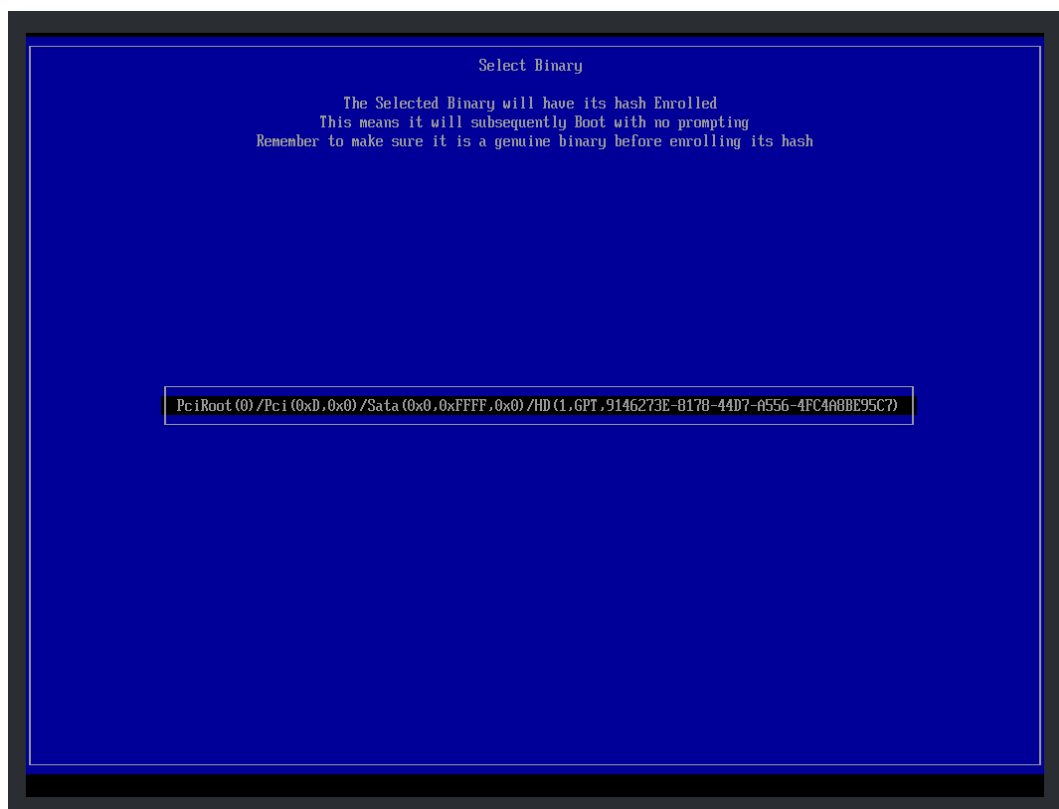 Select Binary
The Selected Binary will have its hash Enrolled
This means it will subsequently Boot with no prompting
Remember to make sure it is a genuine binary before enrolling its hash
PciRoot(0)/Pci(0xD,0x0)/Sata(0x0,0xFFFF,0x0)/HD(1,GPT,9146273E-8178-44D7-A556-4FC4A8BE95C7)